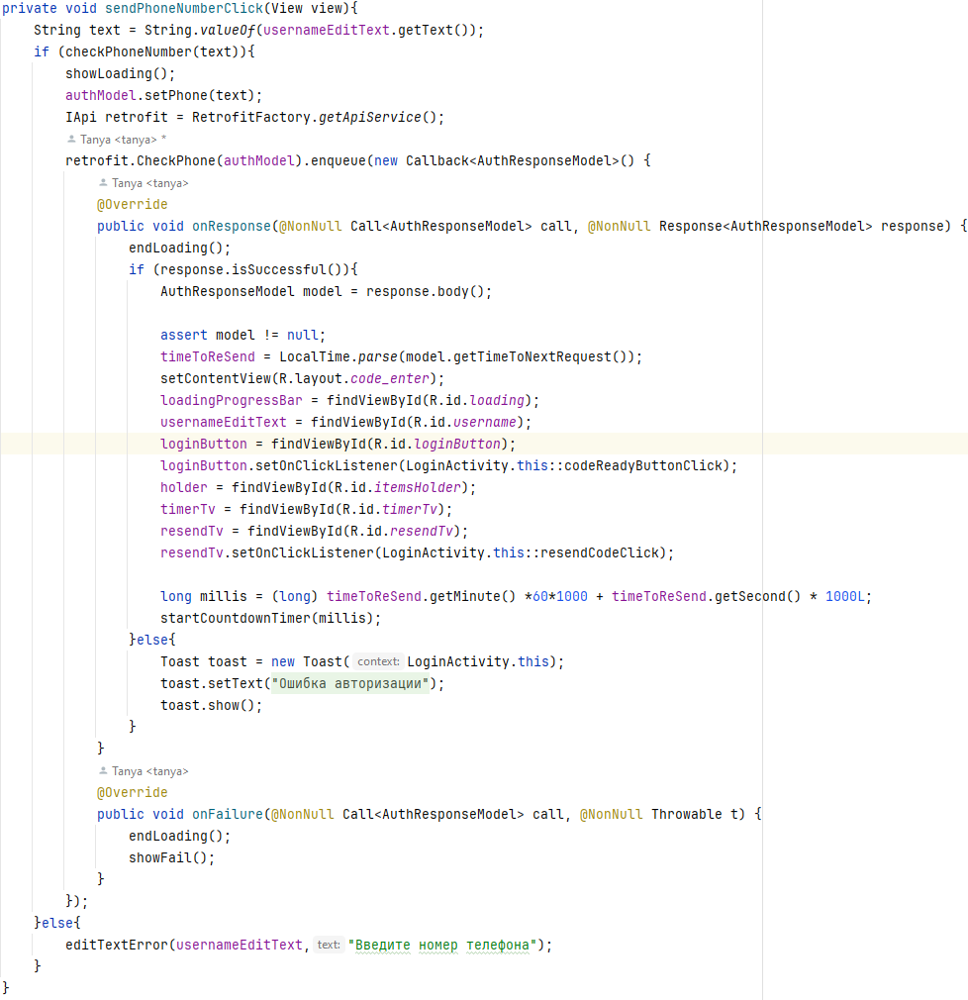 private void sendPhoneNumberClick(View view){
    String text = String.valueOf(usernameEditText.getText());
    if (checkPhoneNumber(text)){
        showLoading();
        authModel.setPhone(text);
        IApi retrofit = RetrofitFactory.getApiService();
        Tanya <tanya> *
        retrofit.CheckPhone(authModel).enqueue(new Callback<AuthResponseModel>() {
            Tanya <tanya>
            @Override
            public void onResponse(@NonNull Call<AuthResponseModel> call, @NonNull Response<AuthResponseModel> response) {
                endLoading();
                if (response.isSuccessful()){
                    AuthResponseModel model = response.body();

                    assert model != null;
                    timeToReSend = LocalTime.parse(model.getTimeToNextRequest());
                    setContentView(R.layout.code_enter);
                    loadingProgressBar = findViewById(R.id.loading);
                    usernameEditText = findViewById(R.id.username);
                    loginButton = findViewById(R.id.loginButton);
                    loginButton.setOnClickListener(LoginActivity.this::codeReadyButtonClick);
                    holder = findViewById(R.id.itemsHolder);
                    timerTv = findViewById(R.id.timerTv);
                    resendTv = findViewById(R.id.resendTv);
                    resendTv.setOnClickListener(LoginActivity.this::resendCodeClick);

                    long millis = (long) timeToReSend.getMinute() *60*1000 + timeToReSend.getSecond() * 1000L;
                    startCountdownTimer(millis);
                }else{
                    Toast toast = new Toast( context: LoginActivity.this);
                    toast.setText("Ошибка авторизации");
                    toast.show();
                }
            }
            Tanya <tanya>
            @Override
            public void onFailure(@NonNull Call<AuthResponseModel> call, @NonNull Throwable t) {
                endLoading();
                showFail();
            }
        });
    }else{
        editTextError(usernameEditText, text: "Введите номер телефона");
    }
}